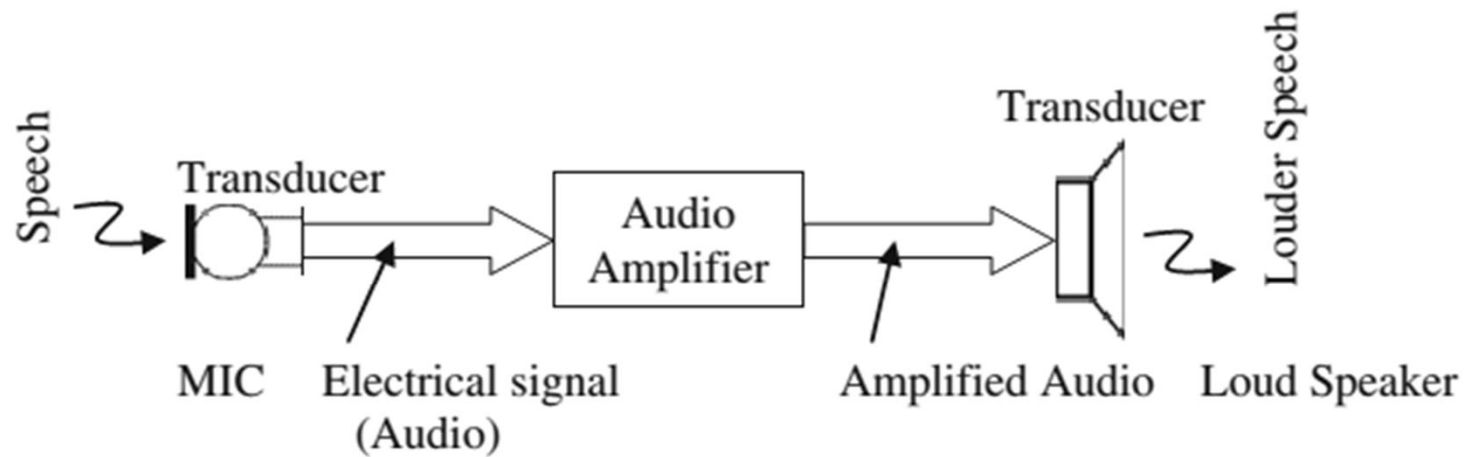 Speech
Transducer
MIC
Electrical signal
(Audio)
Audio
Amplifier
Amplified Audio
Transducer
Loud Speaker
Louder Speech